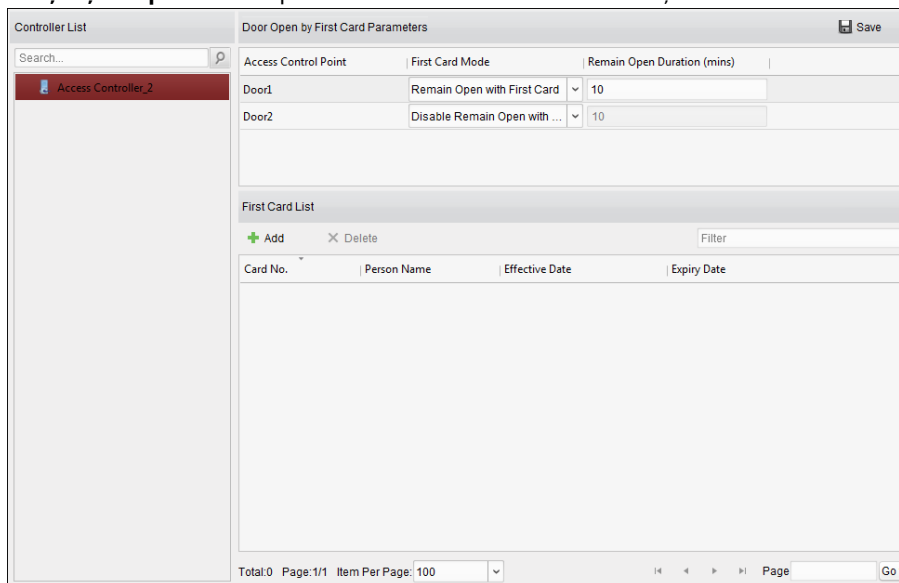 Controller List
Search...
Access Controller_2
Door Open by First Card Parameters
Save
Access Control Point First Card Mode Remain Open Duration (mins)
Door1 Remain Open with First Card 10
Door2 Disable Remain Open with ... 10
First Card List
Add Delete Filter
Card No. Person Name Effective Date Expiry Date
Total:0 Page:1/1 Item Per Page: 100 Page Go